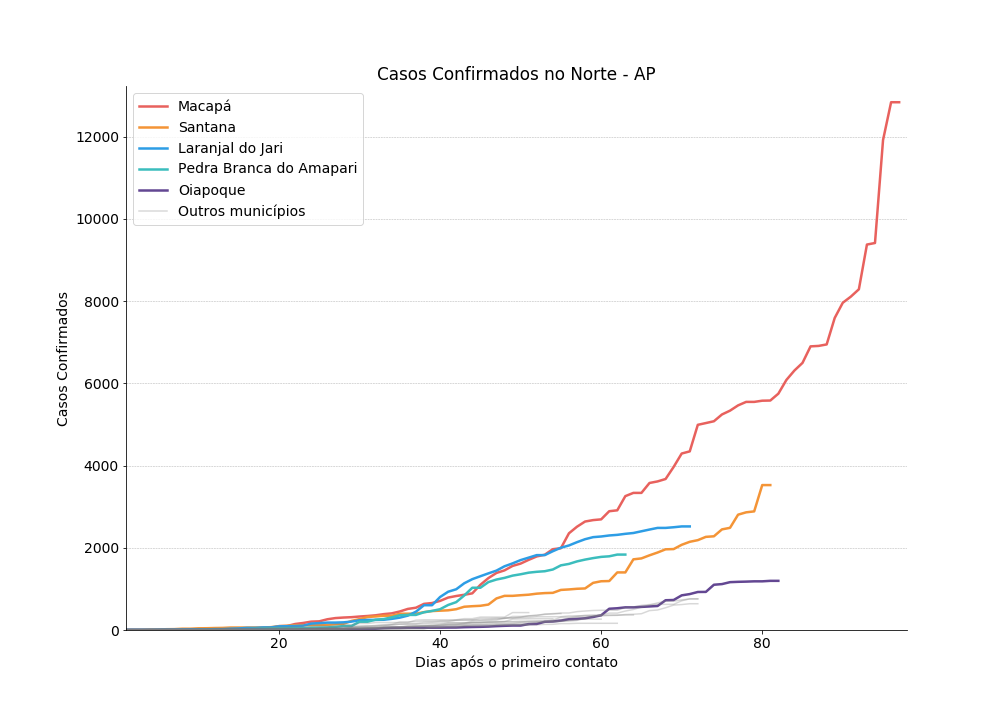 Casos Confirmados no Norte - AP
Macapá
Santana
Laranjal do Jari
Pedra Branca do Amapari
Oiapoque
Outros municípios
Casos Confirmados
12000
10000
8000
6000
4000
2000
0
20
40
60
80
Dias após o primeiro contato